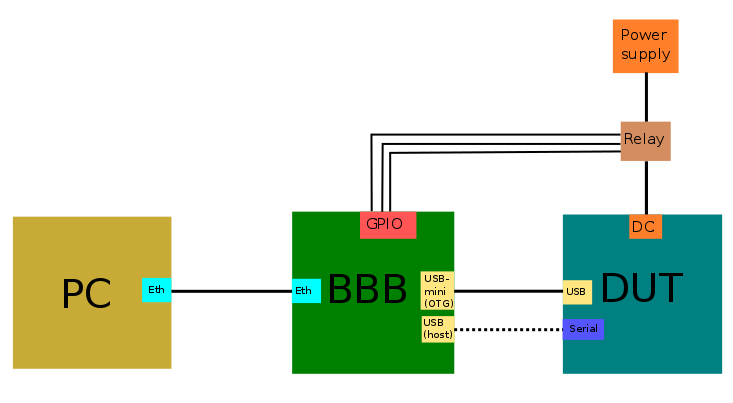 Power
supply
Relay
GPIO
DC
PC
Eth
Eth
BBB
USB-
mini
(OTG)
USB
(host)
USB
DUT
Serial